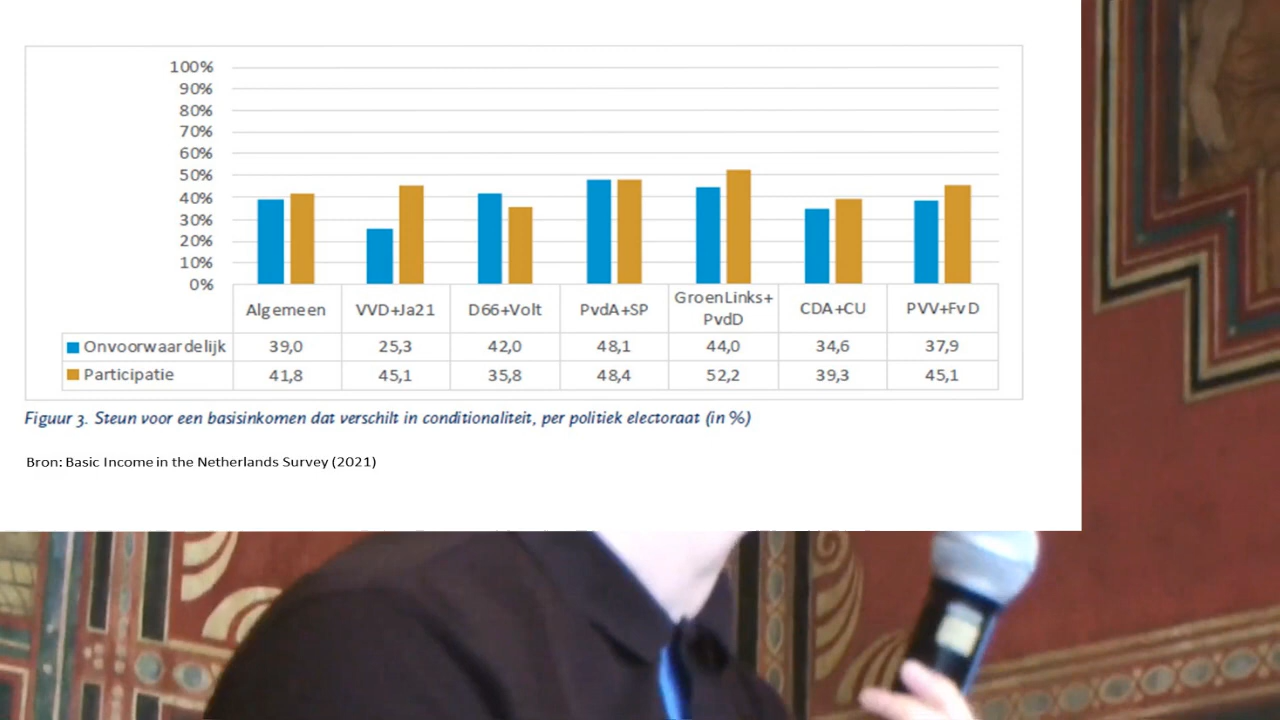 100%
90%
80%
70%
60%
50%
40%
30%
20%
10%
0%
Algemeen VVD+Ja21 D66+Volt PvdA+SP GroenLinks+ PvdD CDA+CU PVV+FvD
Onvoorwaardelijk 39,0 25,3 42,0 48,1 44,0 34,6 37,9
Participatie 41,8 45,1 35,8 48,4 52,2 39,3 45,1
Figuur 3. Steun voor een basisinkomen dat verschilt in conditionaliteit, per politiek electoraat (in %)
Bron: Basic Income in the Netherlands Survey (2021)